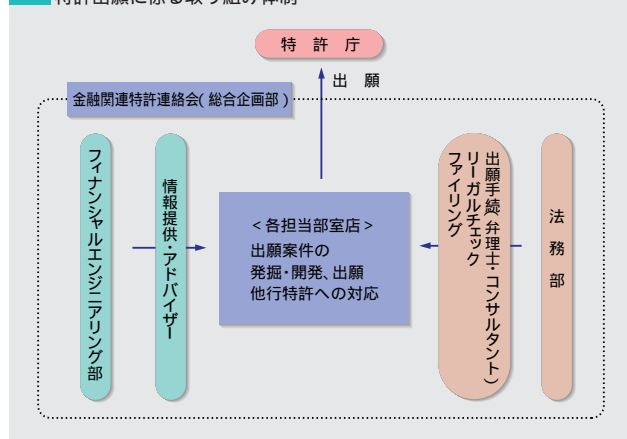 特許出願に係る取り組み体制
特許庁
出願
金融関連特許連絡会(総合企画部)
フィナンシャルエンジニアリング部
情報提供・アドバイザー
<各担当部室店>
出願案件の
発掘・開発、出願
他行特許への対応
出願手続(弁理士・コンサルタント)
リーガルチェック
ファイリング
法務部